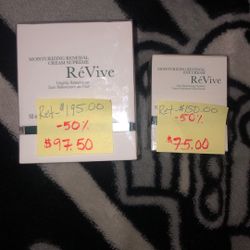 MOISTURIZING RENEWAL
CREAM SUPREME
RéVive
Ret-$195.00
-50%
$97.50
MOISTURIZING RENEWAL
EYE CREAM
RéVive
Ret-$150.00
-50%
$75.00